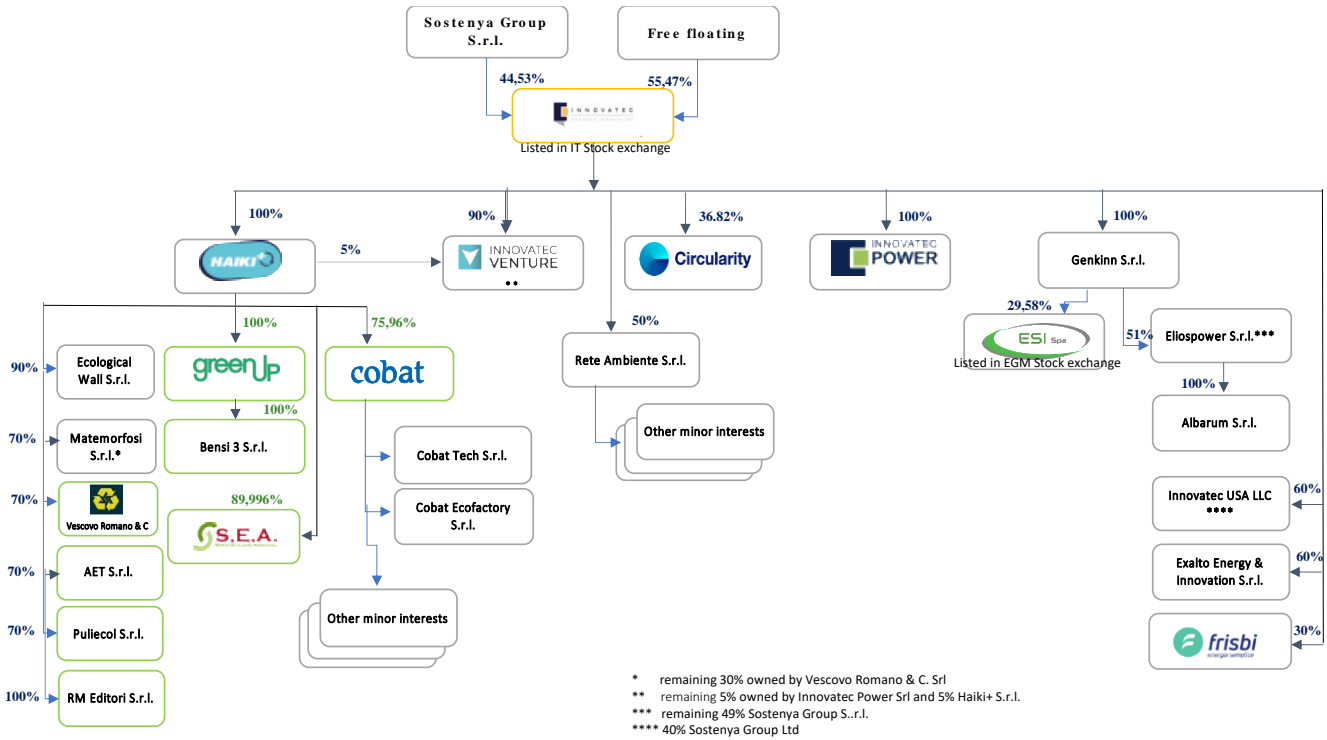 Sostenya Group
S.r.l.
Free floating
44,53%
55,47%
INNOVATEC
Listed in IT Stock exchange
100%
90%
36.82%
100%
100%
HAIKI+
5%
INNOVATEC
VENTURE
**
Circularity
INNOVATEC
POWER
Genkinn S.r.l.
100%
75,96%
50%
29,58%
51%
90%
Ecological
Wall S.r.l.
greenUp
cobat
Rete Ambiente S.r.l.
ESI Spa
Listed in EGM Stock exchange
Eliospower S.r.l.***
100%
100%
70%
Matemorfosi
S.r.l.*
Bensi 3 S.r.l.
Other minor interests
Albarum S.r.l.
Cobat Tech S.r.l.
70%
Vescovo Romano & C
89,996%
S.E.A.
Cobat Ecofactory
S.r.l.
Innovatec USA LLC
****
60%
70%
AET S.r.l.
Exalto Energy &
Innovation S.r.l.
60%
70%
Puliecol S.r.l.
Other minor interests
frisbi
energia semplice
30%
100%
RM Editori S.r.l.
* remaining 30% owned by Vescovo Romano & C. Srl
** remaining 5% owned by Innovatec Power Srl and 5% Haiki+ S.r.l.
*** remaining 49% Sostenya Group S..r.l.
**** 40% Sostenya Group Ltd